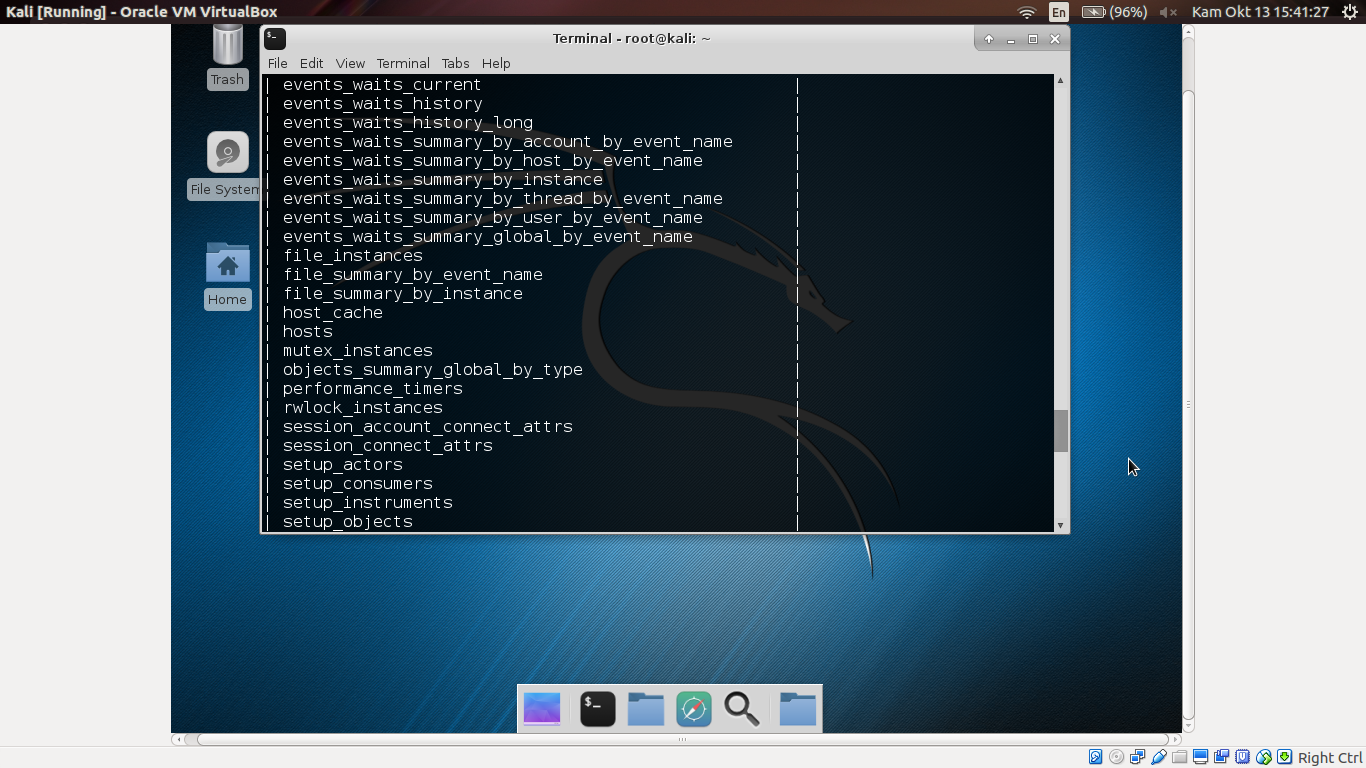 Kali [Running] - Oracle VM VirtualBox
En
(96%)
Kam Okt 13 15:41:27
Trash
File System
Home
Terminal - root@kali: ~
File Edit View Terminal Tabs Help
| events_waits_current |
| events_waits_history |
| events_waits_history_long |
| events_waits_summary_by_account_by_event_name |
| events_waits_summary_by_host_by_event_name |
| events_waits_summary_by_instance |
| events_waits_summary_by_thread_by_event_name |
| events_waits_summary_by_user_by_event_name |
| events_waits_summary_global_by_event_name |
| file_instances |
| file_summary_by_event_name |
| file_summary_by_instance |
| host_cache |
| hosts |
| mutex_instances |
| objects_summary_global_by_type |
| performance_timers |
| rwlock_instances |
| session_account_connect_attrs |
| session_connect_attrs |
| setup_actors |
| setup_consumers |
| setup_instruments |
| setup_objects |
Right Ctrl